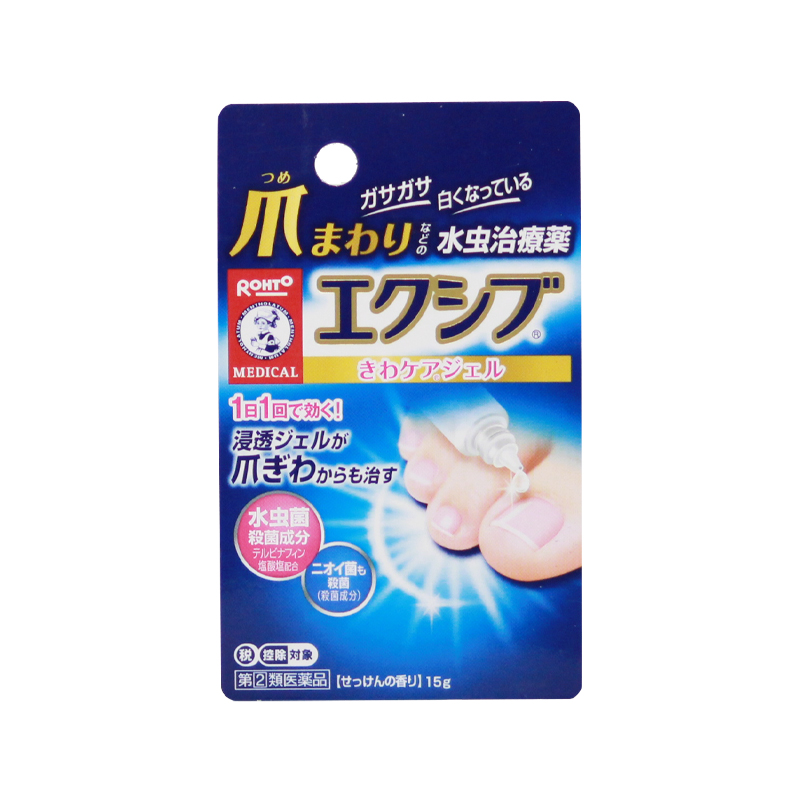 つめ
ガサガサ 白くなっている
爪まわりなどの水虫治療薬
ROHTO
MENTHOLATUM
MEDICAL
エクシブ®
きわケア®ジェル
1日1回で効く!
浸透ジェルが
爪ぎわからも治す
水虫菌
殺菌成分
テルビナフィン
塩酸塩配合
ニオイ菌も
殺菌
(殺菌成分)
税 控除対象
第②類医薬品 【せっけんの香り】15g